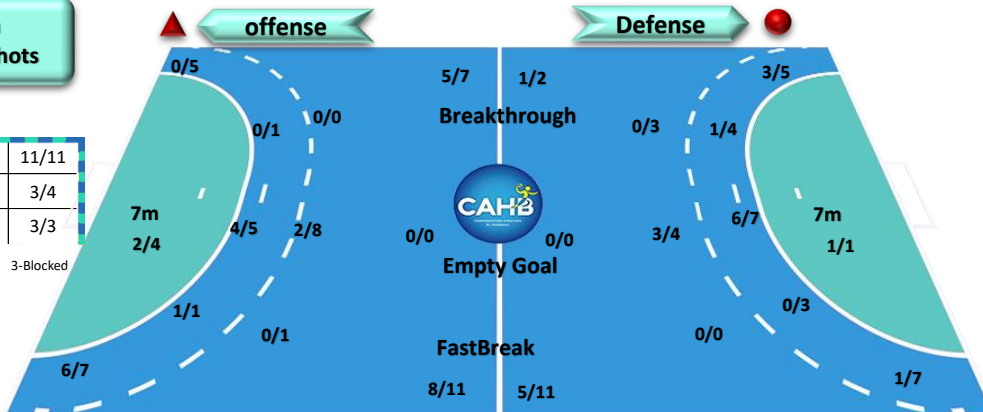 hots
offense
Defense
0/5
5/7
1/2
3/5
Breakthrough
0/1
0/0
0/3
1/4
11/11
3/4
3/3
3-Blocked
CAHB
7m
2/4
4/5
2/8
0/0
0/0
3/4
6/7
7m
1/1
Empty Goal
1/1
0/1
0/3
0/0
FastBreak
6/7
8/11
5/11
1/7